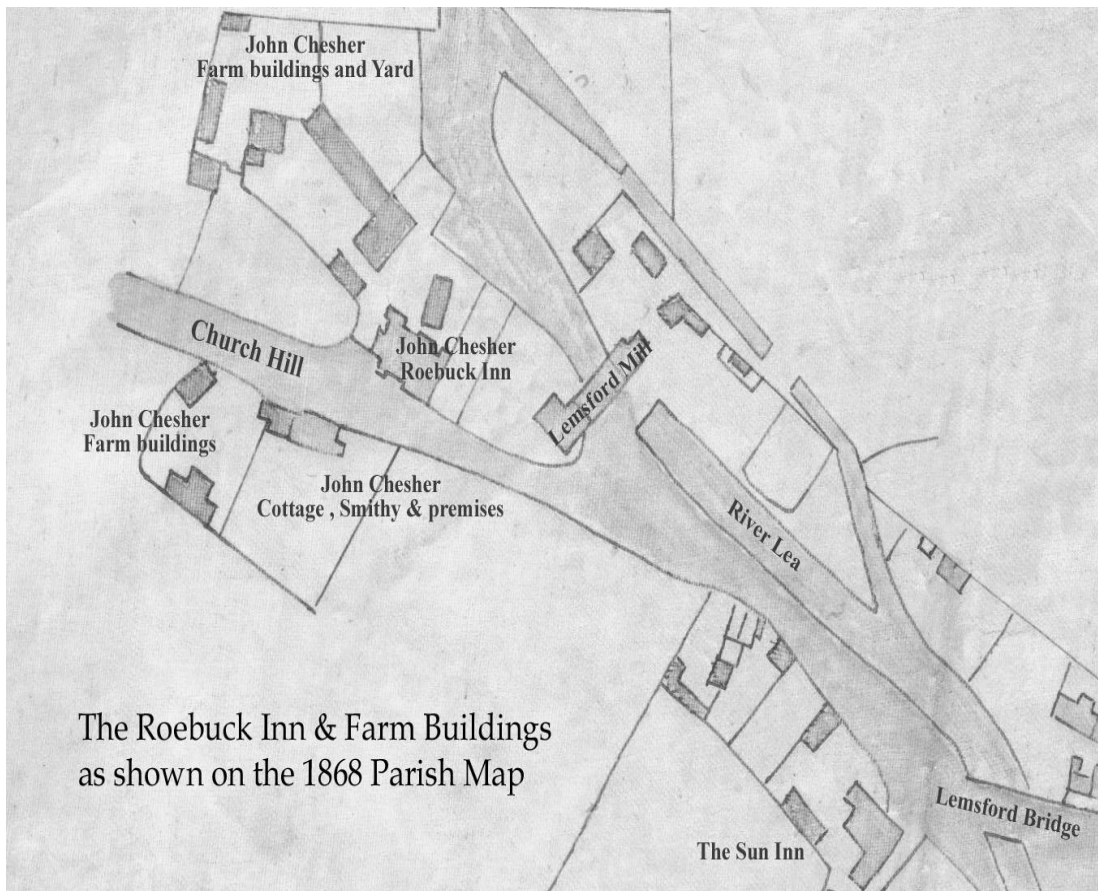 John Chesher
Farm buildings and Yard
Church Hill
John Chesher
Roebuck Inn
Lemsford Mill
John Chesher
Farm buildings
John Chesher
Cottage , Smithy & premises
River Lea
The Roebuck Inn & Farm Buildings
as shown on the 1868 Parish Map
Lemsford Bridge
The Sun Inn